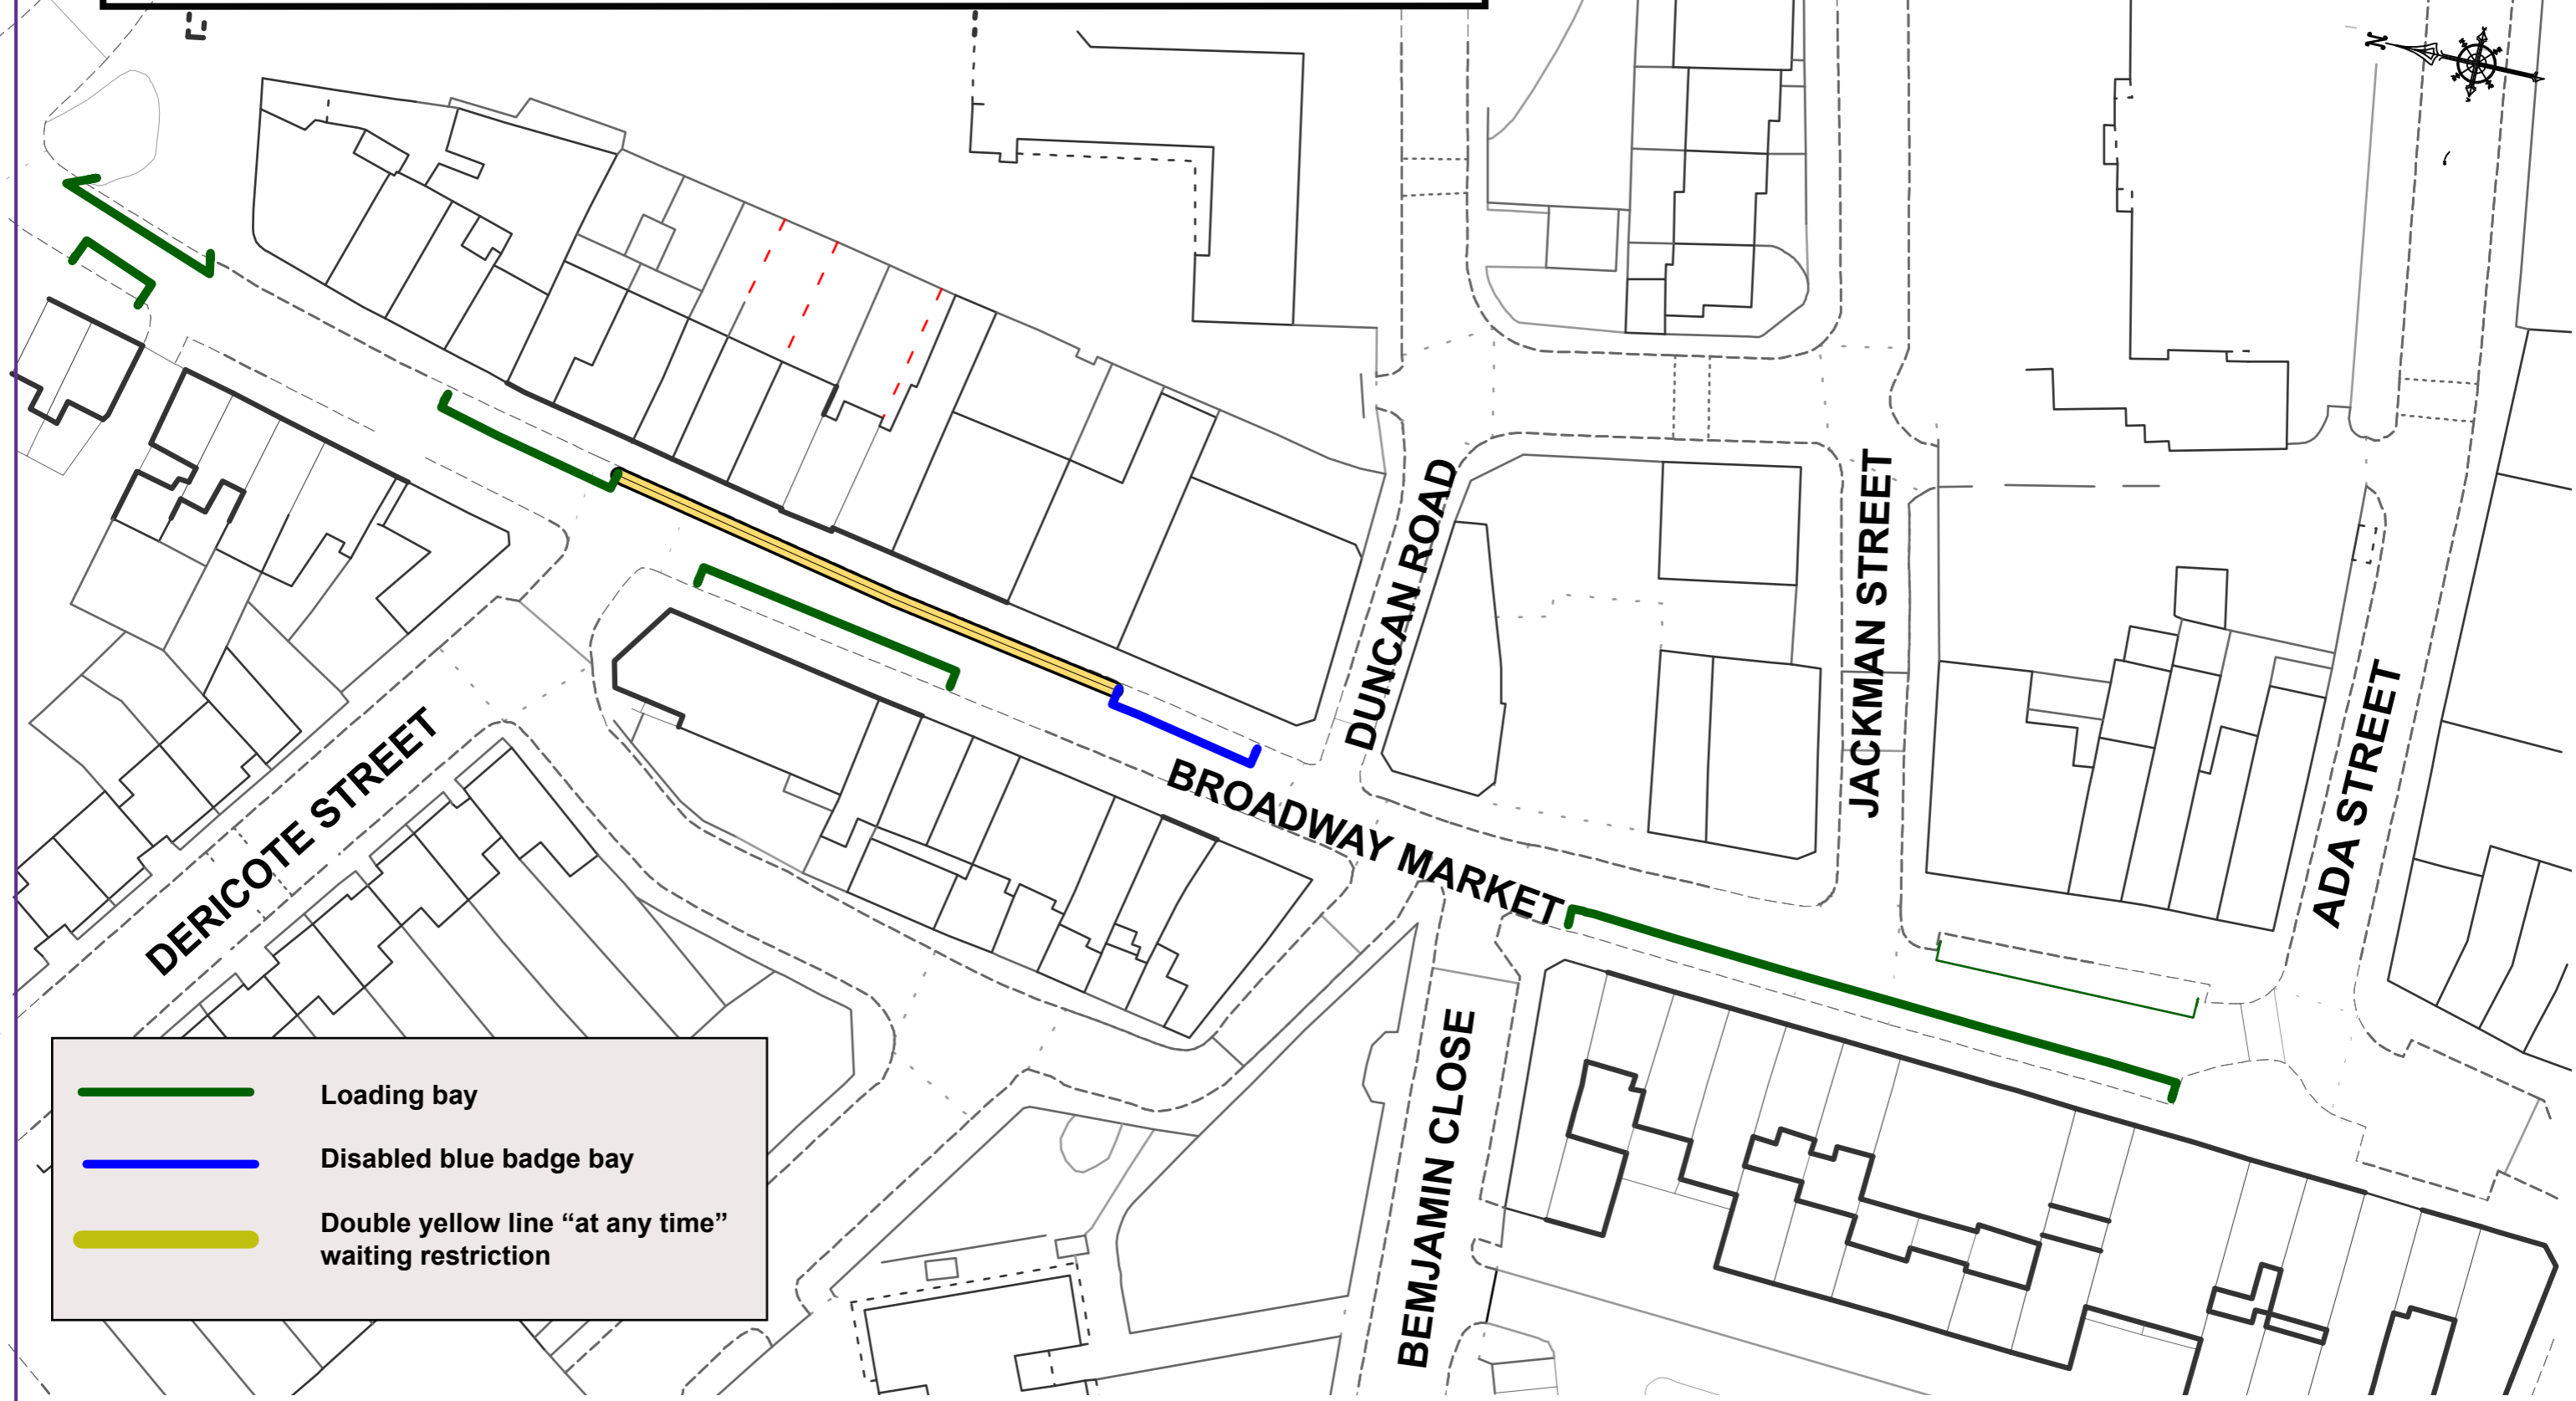 N
DUNCAN ROAD
JACKMAN STREET
ADA STREET
BROADWAY MARKET
DERICOTE STREET
BEMJAMIN CLOSE
Loading bay
Disabled blue badge bay
Double yellow line “at any time”
waiting restriction